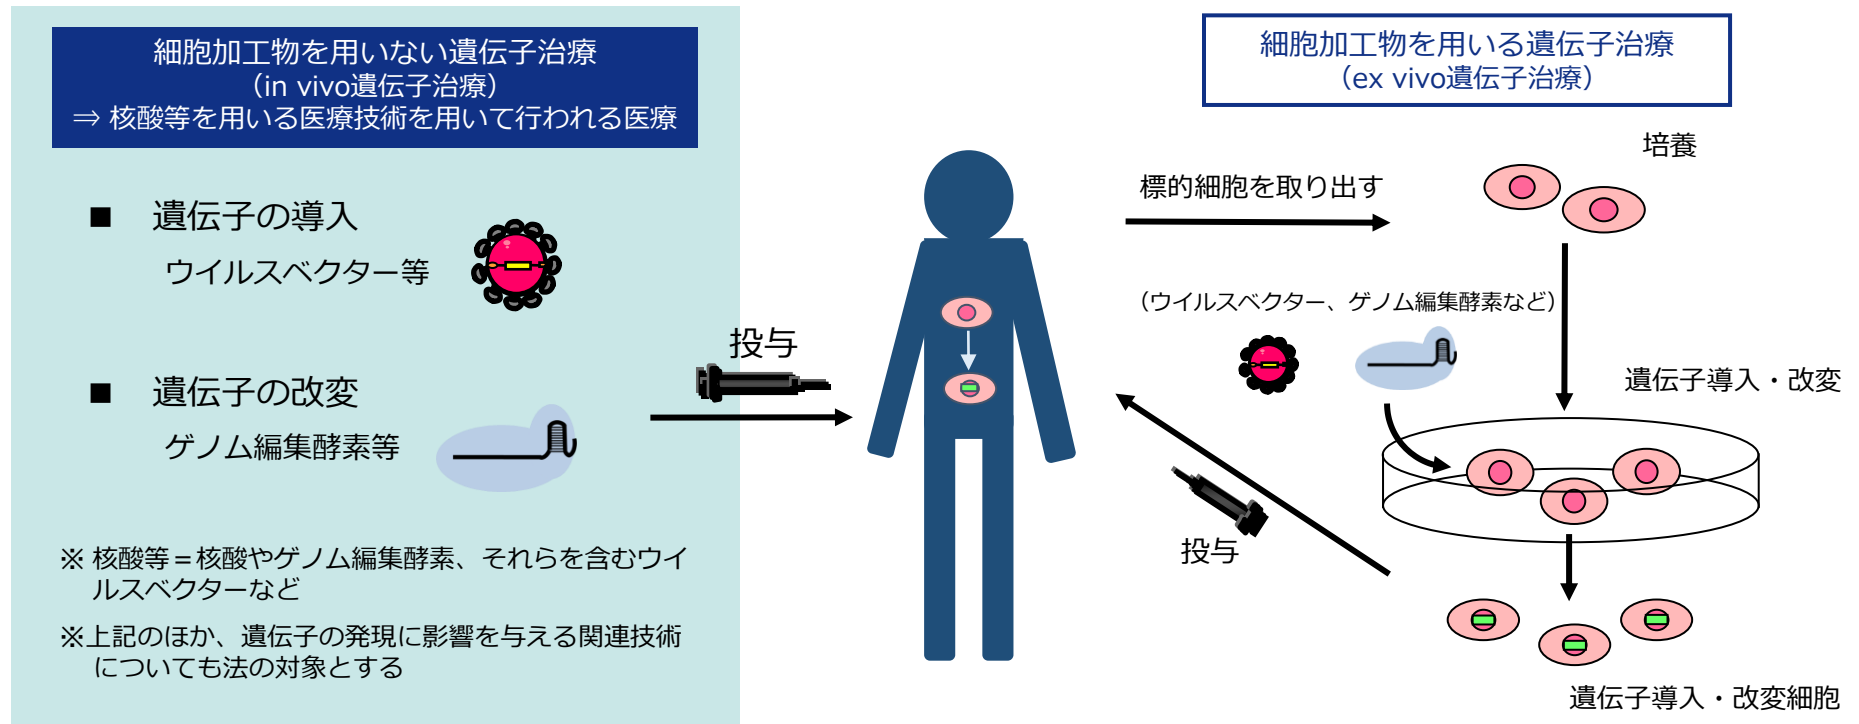 細胞加工物を用いない遺伝子治療
（in vivo遺伝子治療）
⇒ 核酸等を用いる医療技術を用いて行われる医療
■ 遺伝子の導入
ウイルスベクター等
■ 遺伝子の改変
ゲノム編集酵素等
※ 核酸等＝核酸やゲノム編集酵素、それらを含むウイ
ルスベクターなど
※上記のほか、遺伝子の発現に影響を与える関連技術
についても法の対象とする
投与
細胞加工物を用いる遺伝子治療
（ex vivo遺伝子治療）
培養
標的細胞を取り出す
（ウイルスベクター、ゲノム編集酵素など）
遺伝子導入・改変
投与
遺伝子導入・改変細胞